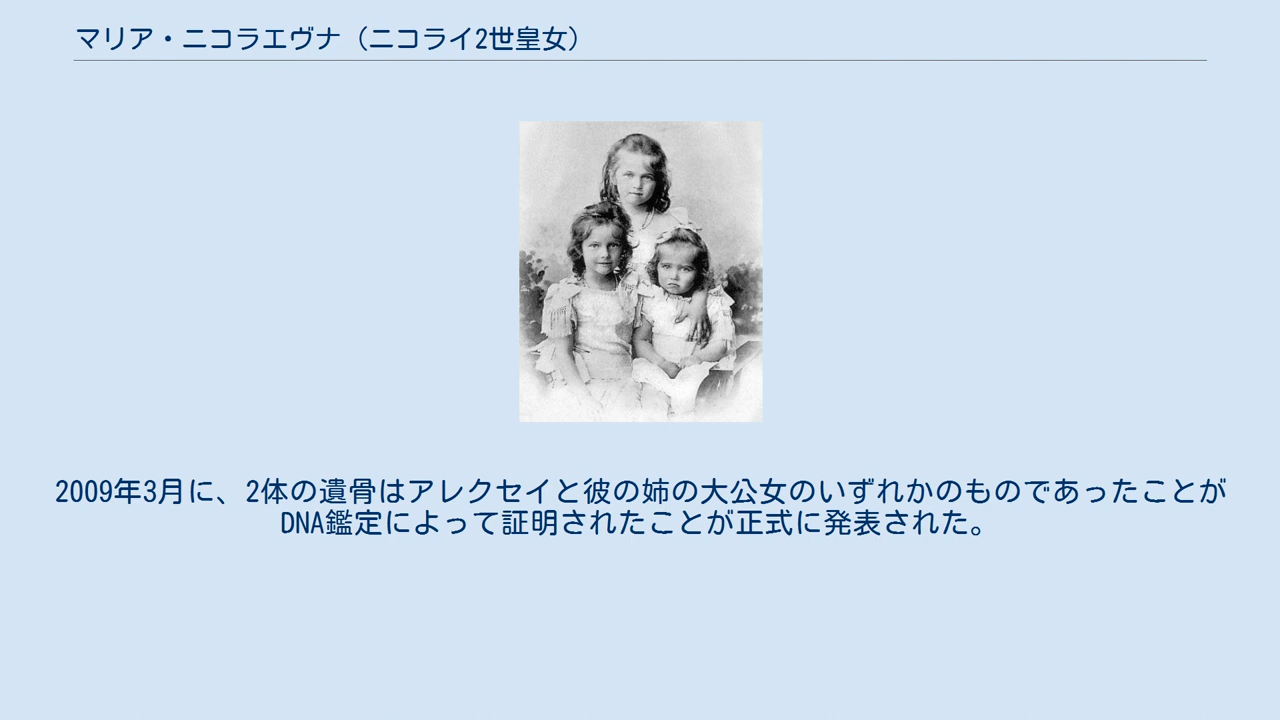 マリア・ニコラエヴナ（ニコライ2世皇女）
2009年3月に、2体の遺骨はアレクセイと彼の姉の大公女のいずれかのものであったことが
DNA鑑定によって証明されたことが正式に発表された。